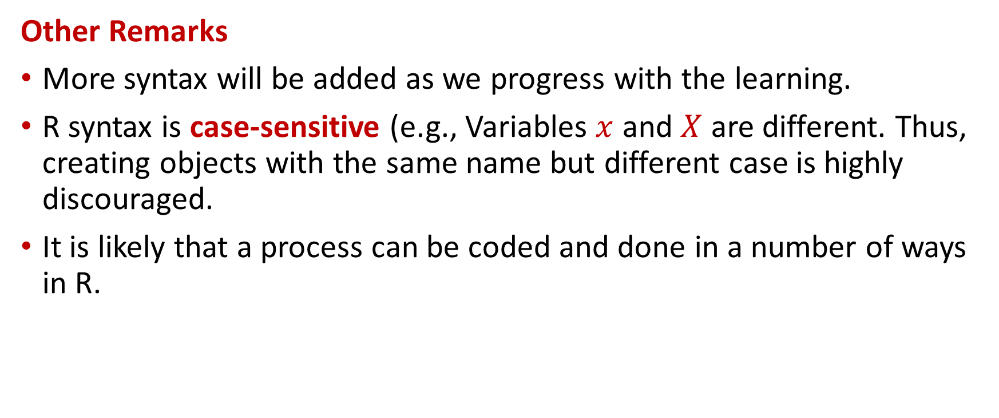 Other Remarks
• More syntax will be added as we progress with the learning.
• R syntax is case-sensitive (e.g., Variables x and X are different. Thus,
creating objects with the same name but different case is highly
discouraged.
• It is likely that a process can be coded and done in a number of ways
in R.